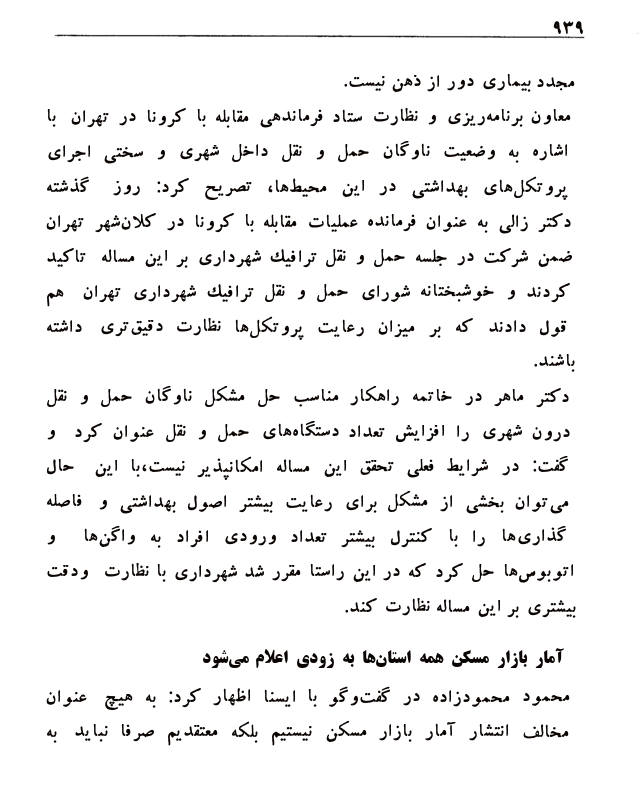 ۹۳۹
مجدد بیماری دور از ذهن نیست.
معاون برنامه‌ریزی و نظارت ستاد فرماندهی مقابله با کرونا در تهران با
اشاره به وضعیت ناوگان حمل و نقل داخل شهری و سختی اجرای
پروتکل‌های بهداشتی در این محیط‌ها، تصریح کرد: روز گذشته
دکتر زالی به عنوان فرمانده عملیات مقابله با کرونا در کلان‌شهر تهران
ضمن شرکت در جلسه حمل و نقل ترافیك شهرداری بر این مساله تاکید
کردند و خوشبختانه شورای حمل و نقل ترافیك شهرداری تهران هم
قول دادند که بر میزان رعایت پروتکل‌ها نظارت دقیق‌تری داشته
باشند.
دکتر ماهر در خاتمه راهکار مناسب حل مشکل ناوگان حمل و نقل
درون شهری را افزایش تعداد دستگاه‌های حمل و نقل عنوان کرد و
گفت: در شرایط فعلی تحقق این مساله امکانپذیر نیست،با این حال
می‌توان بخشی از مشکل برای رعایت بیشتر اصول بهداشتی و فاصله
گذاری‌ها را با کنترل بیشتر تعداد ورودی افراد به واگن‌ها و
اتوبوس‌ها حل کرد که در این راستا مقرر شد شهرداری با نظارت ودقت
بیشتری بر این مساله نظارت کند.
آمار بازار مسکن همه استان‌ها به زودی اعلام می‌شود
محمود محمودزاده در گفت‌وگو با ایسنا اظهار کرد: به هیچ عنوان
مخالف انتشار آمار بازار مسکن نیستیم بلکه معتقدیم صرفا نباید به